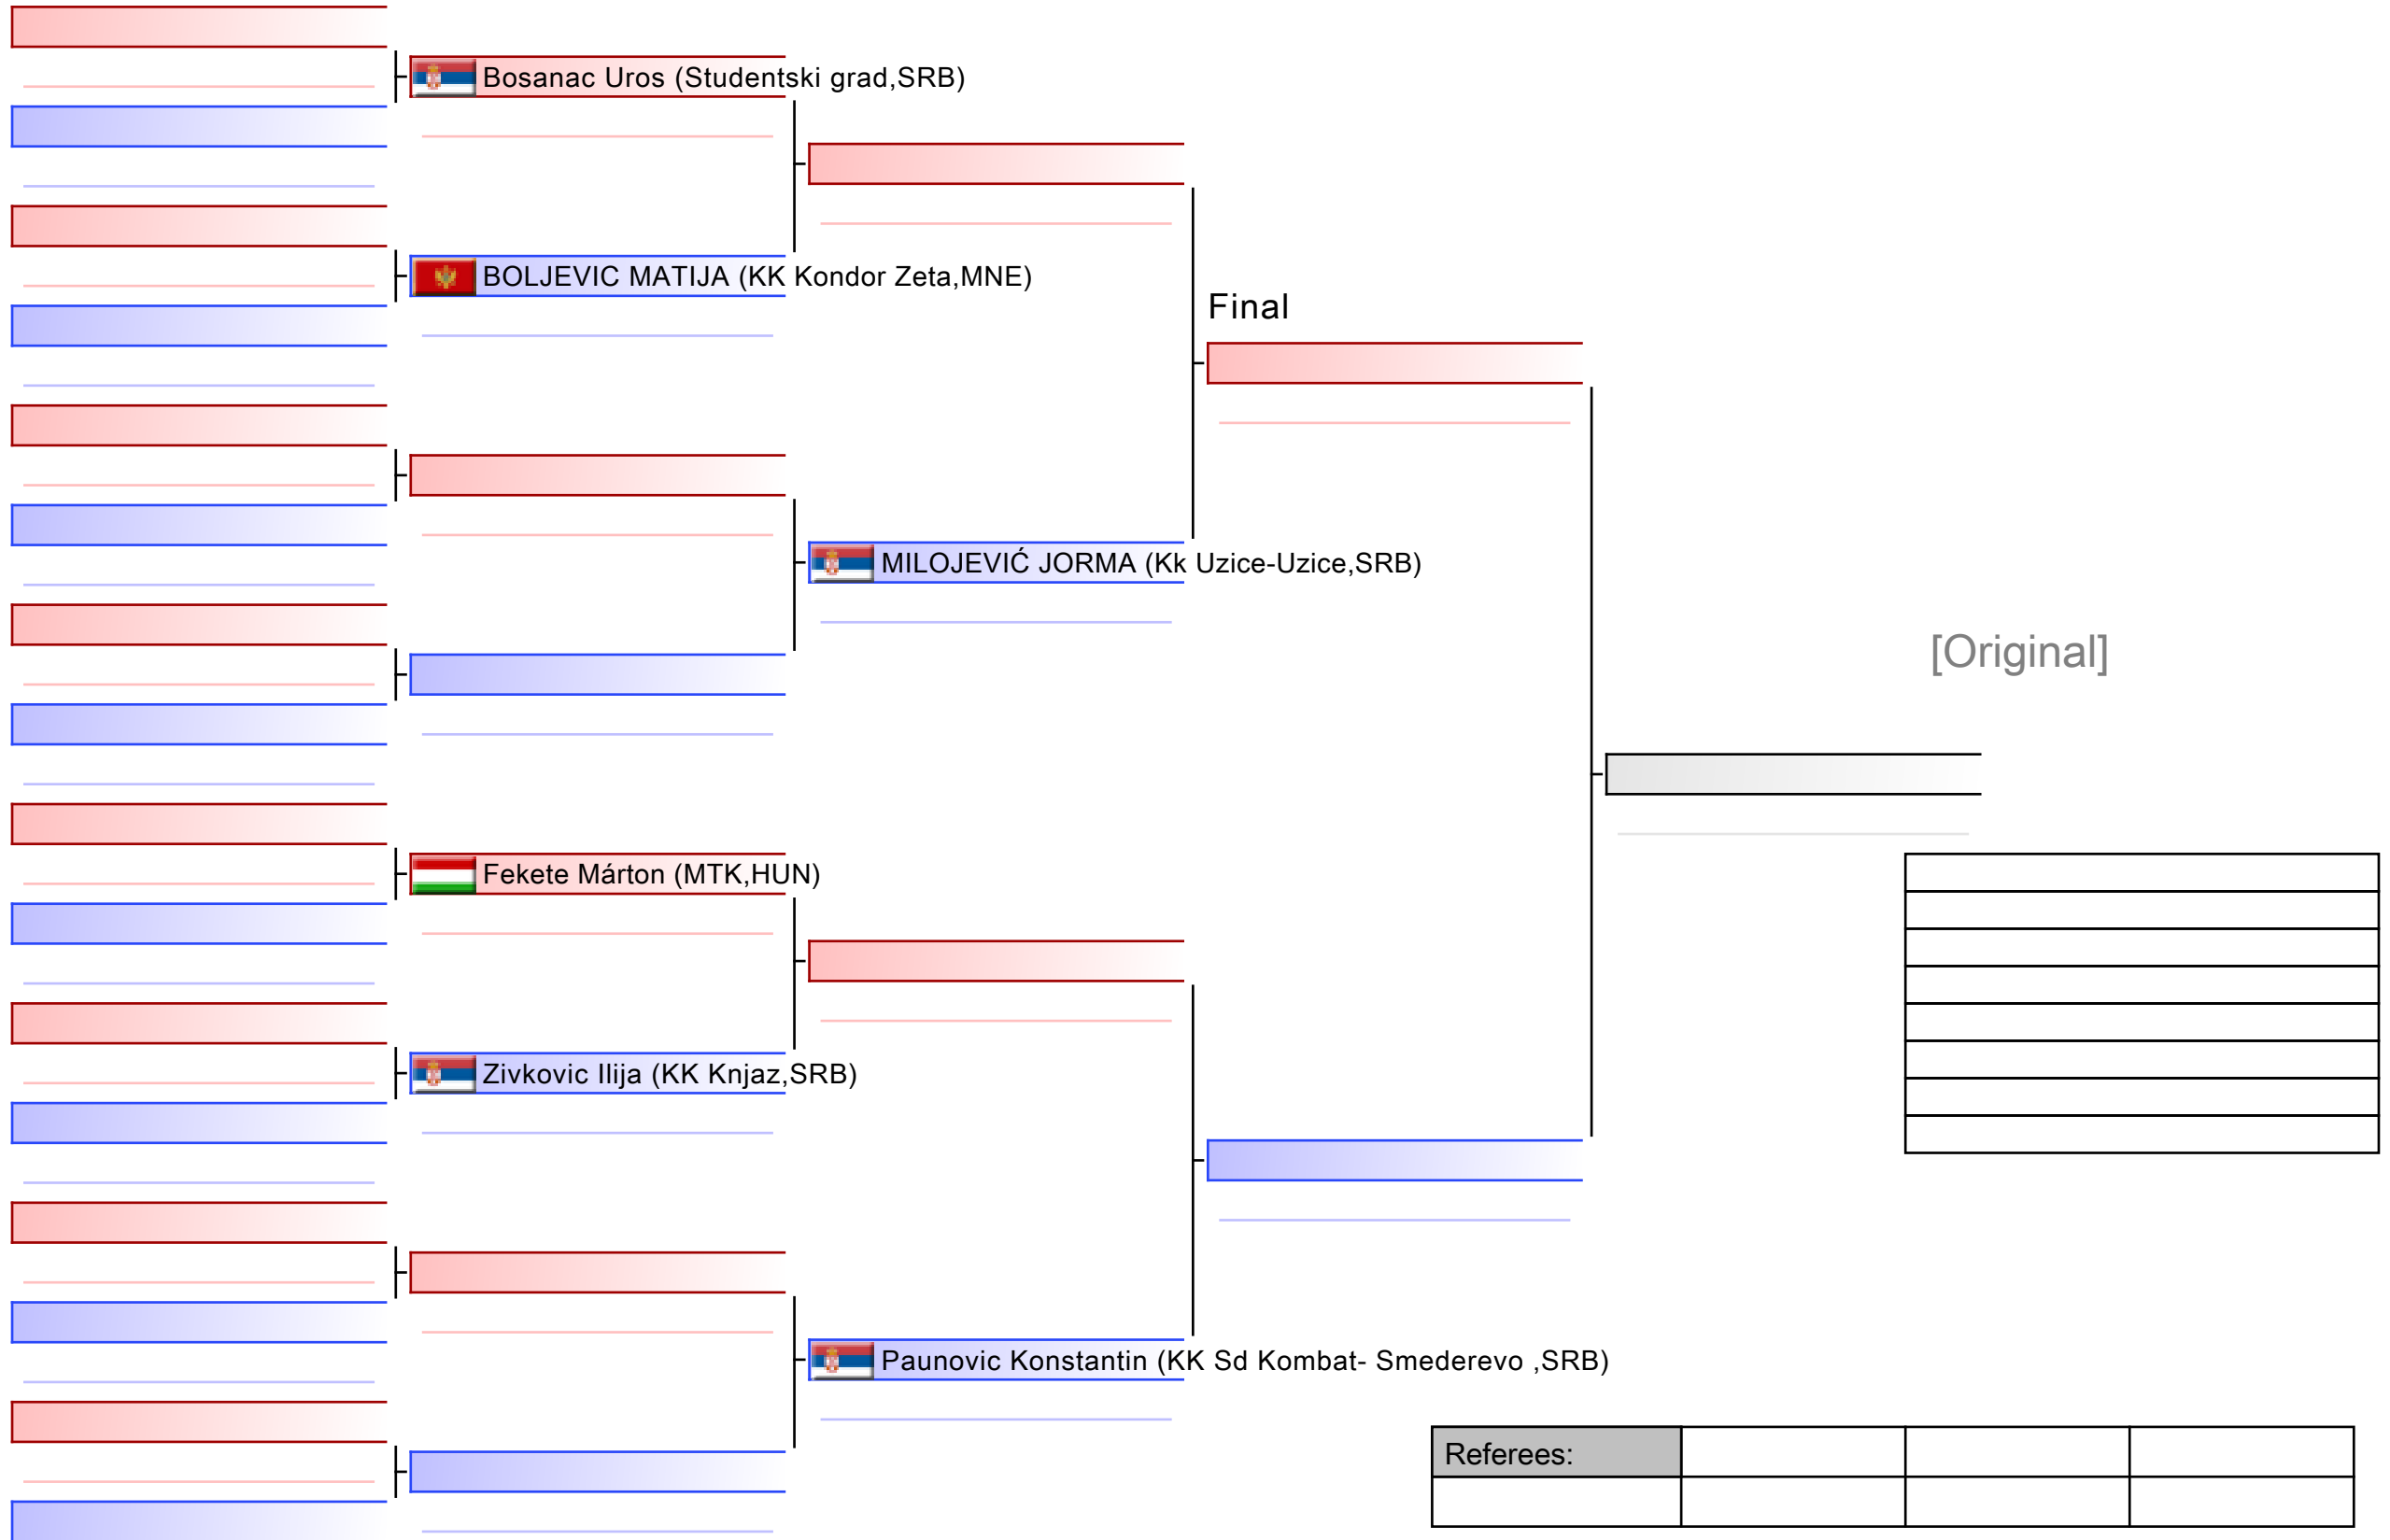 Bosanac Uros (Studentski grad,SRB)
BOLJEVIC MATIJA (KK Kondor Zeta,MNE)
Final
MILOJEVIĆ JORMA (Kk Uzice-Uzice,SRB)
[Original]
Fekete Márton (MTK,HUN)
Zivkovic Ilija (KK Knjaz,SRB)
Paunovic Konstantin (KK Sd Kombat- Smederevo ,SRB)
Referees: